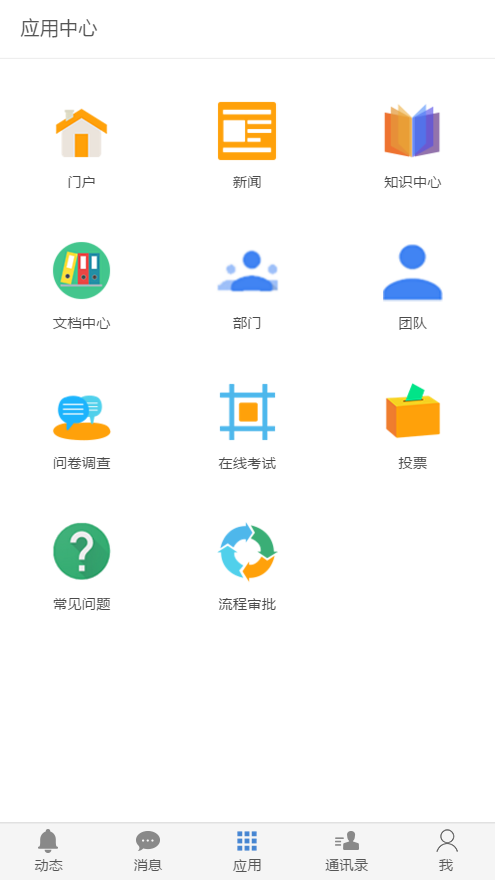 应用中心
门户
新闻
知识中心
文档中心
部门
团队
问卷调查
在线考试
投票
常见问题
流程审批
动态
消息
应用
通讯录
我